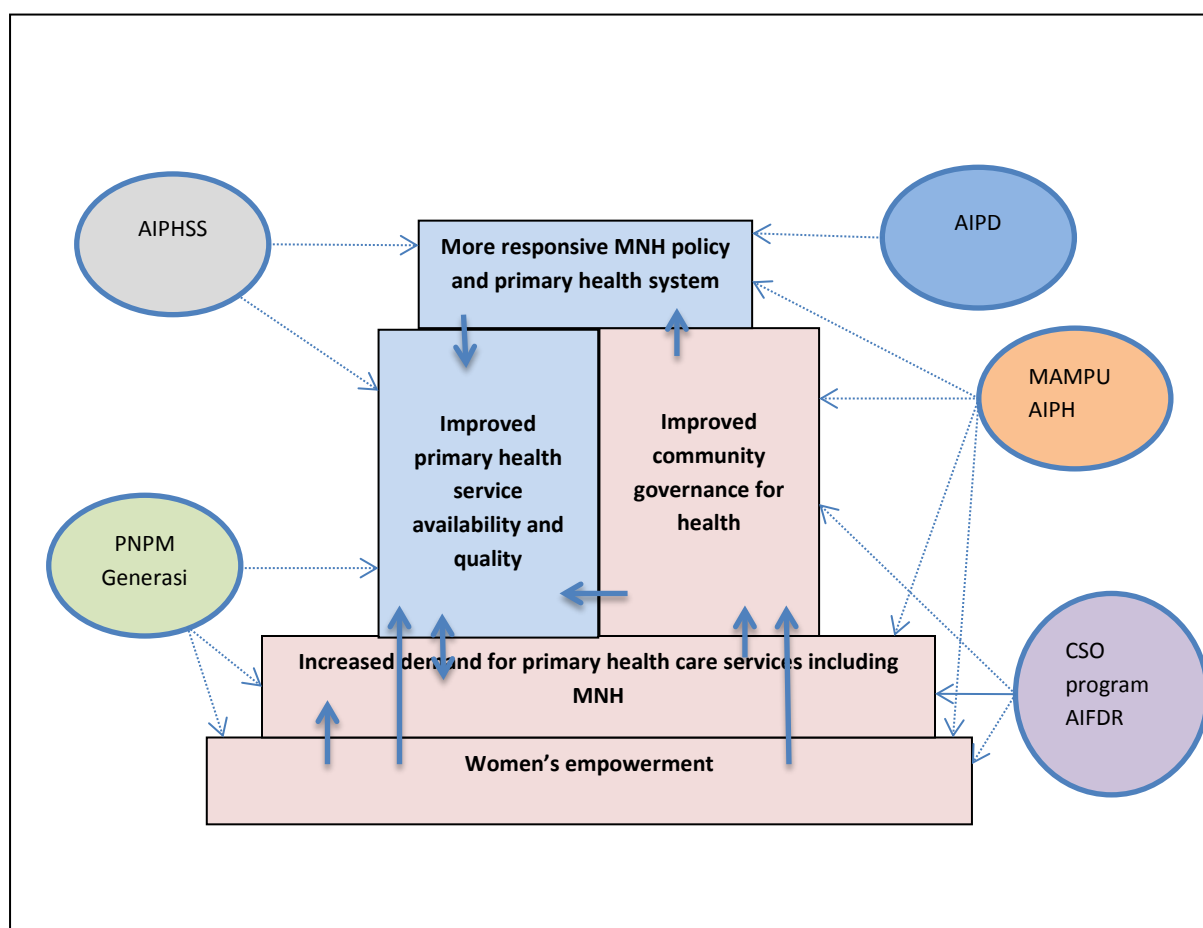 AIPHSS
More responsive MNH policy
and primary health system
AIPD
Improved
primary health
service
availability and
quality
Improved
community
governance for
health
MAMPU
AIPH
PNPM
Generasi
Increased demand for primary health care services including
MNH
CSO
program
AIFDR
Women’s empowerment